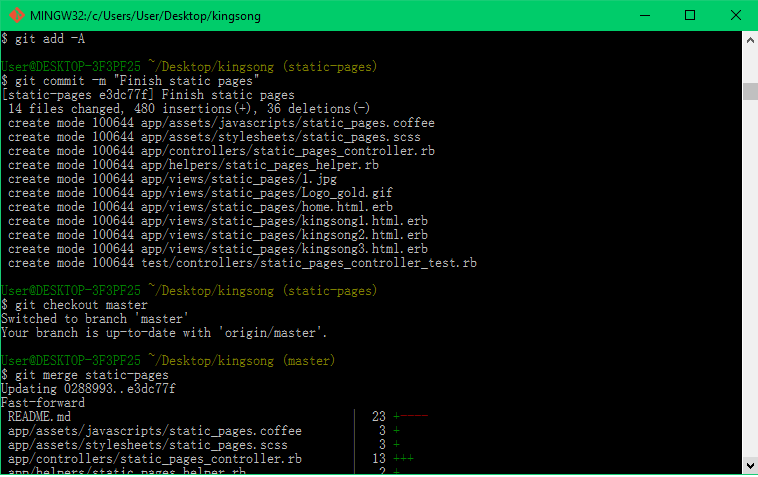 MINGW32:/c/Users/User/Desktop/kingsong
$ git add -A
User@DESKTOP-3F3PF25 ~/Desktop/kingsong (static-pages)
$ git commit -m "Finish static pages"
[static-pages e3dc77f] Finish static pages
 14 files changed, 480 insertions(+), 36 deletions(-)
 create mode 100644 app/assets/javascripts/static_pages.coffee
 create mode 100644 app/assets/stylesheets/static_pages.scss
 create mode 100644 app/controllers/static_pages_controller.rb
 create mode 100644 app/helpers/static_pages_helper.rb
 create mode 100644 app/views/static_pages/1.jpg
 create mode 100644 app/views/static_pages/Logo_gold.gif
 create mode 100644 app/views/static_pages/home.html.erb
 create mode 100644 app/views/static_pages/kingsong1.html.erb
 create mode 100644 app/views/static_pages/kingsong2.html.erb
 create mode 100644 app/views/static_pages/kingsong3.html.erb
 create mode 100644 test/controllers/static_pages_controller_test.rb
User@DESKTOP-3F3PF25 ~/Desktop/kingsong (static-pages)
$ git checkout master
Switched to branch 'master'
Your branch is up-to-date with 'origin/master'.
User@DESKTOP-3F3PF25 ~/Desktop/kingsong (master)
$ git merge static-pages
Updating 0288993..e3dc77f
Fast-forward
 README.md | 23 +----
 app/assets/javascripts/static_pages.coffee | 3 +
 app/assets/stylesheets/static_pages.scss | 3 +
 app/controllers/static_pages_controller.rb | 13 +++
 app/helpers/static_pages_helper.rb | 2 +